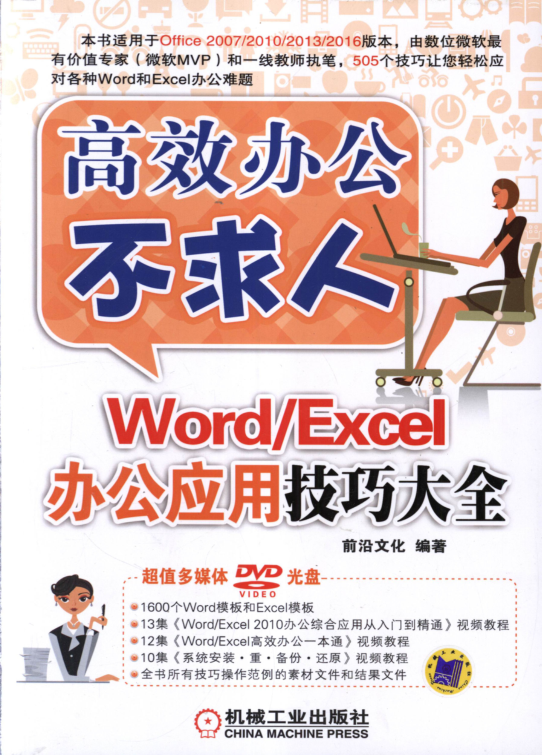 本书适用于Office 2007/2010/2013/2016版本，由数位微软最
有价值专家（微软MVP）和一线教师执笔，505个技巧让您轻松应
对各种Word和Excel办公难题
高效办公
不求人
Word/Excel
办公应用技巧大全
前沿文化 编著
超值多媒体 DVD VIDEO 光盘
1600个Word模板和Excel模板
13集《Word/Excel 2010办公综合应用从入门到精通》视频教程
12集《Word/Excel高效办公一本通》视频教程
10集《系统安装·重·备份·还原》视频教程
全书所有技巧操作范例的素材文件和结果文件
机械工业出版社
CHINA MACHINE PRESS